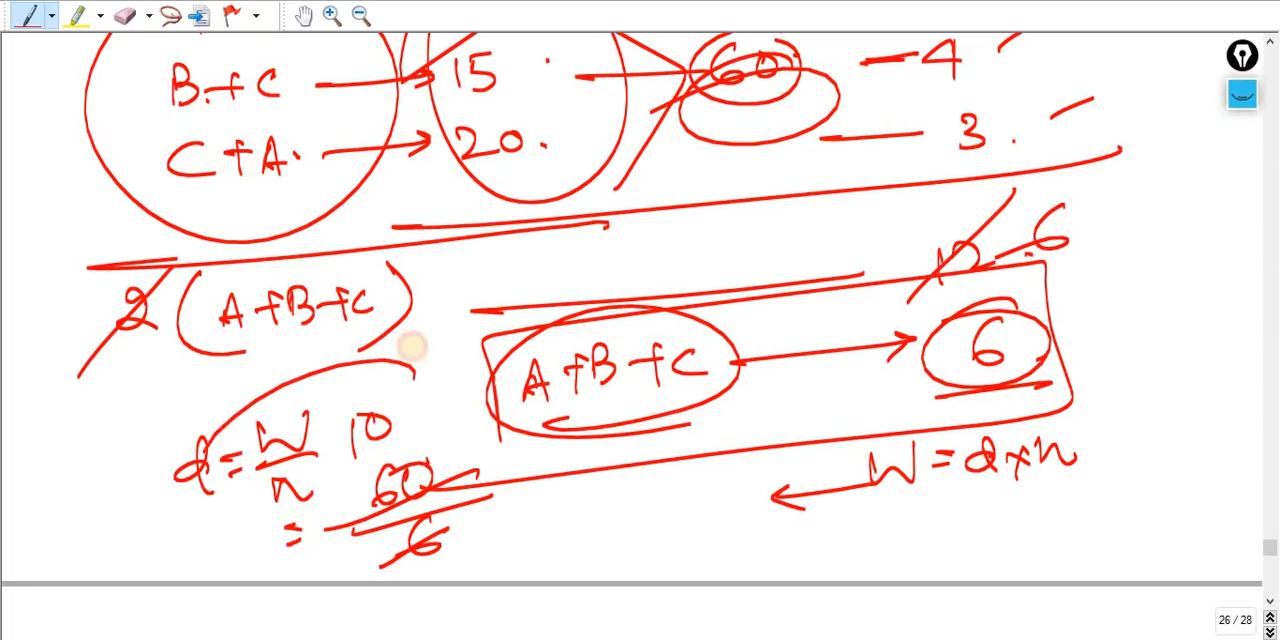 B+C → 15 60 - 4
C+A. → 20. - 3.
12 6
2 (A+B+C)
A+B+C → 6
d = W/n 10
= 60/6
W = d×n
26 / 28